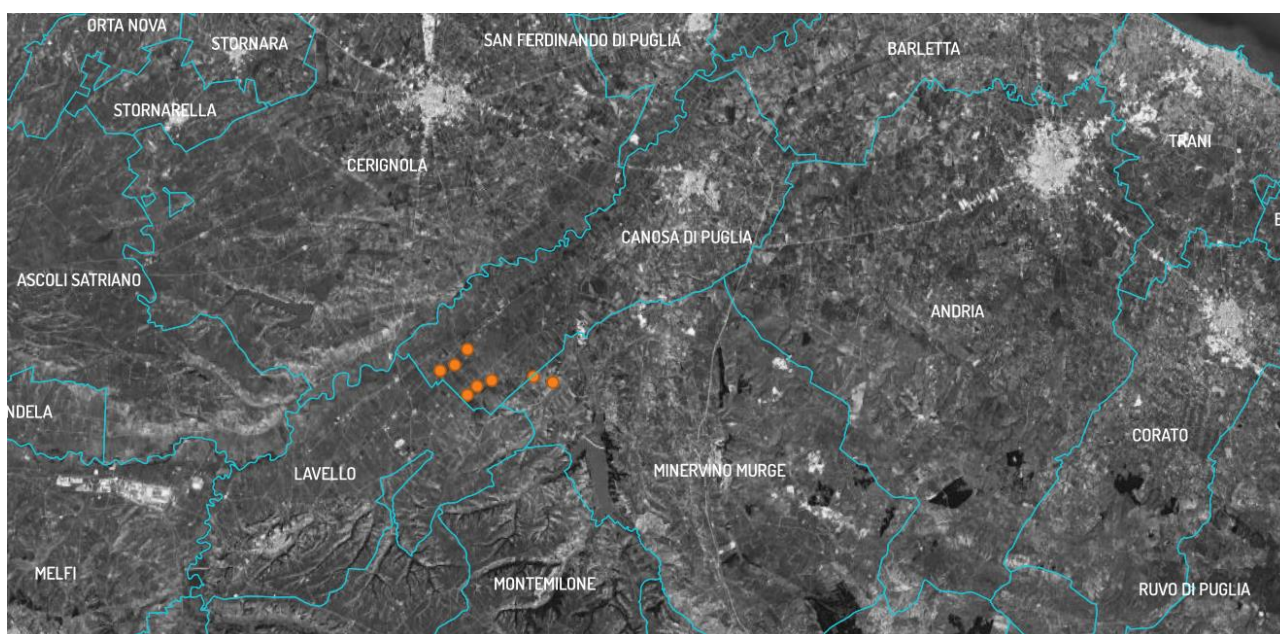 ORTA NOVA
STORNARA
SAN FERDINANDO DI PUGLIA
BARLETTA
STORNARELLA
TRANI
CERIGNOLA
CANOSA DI PUGLIA
ASCOLI SATRIANO
ANDRIA
NDELA
CORATO
LAVELLO
MINERVINO MURGE
MELFI
MONTEMILONE
RUVO DI PUGLIA